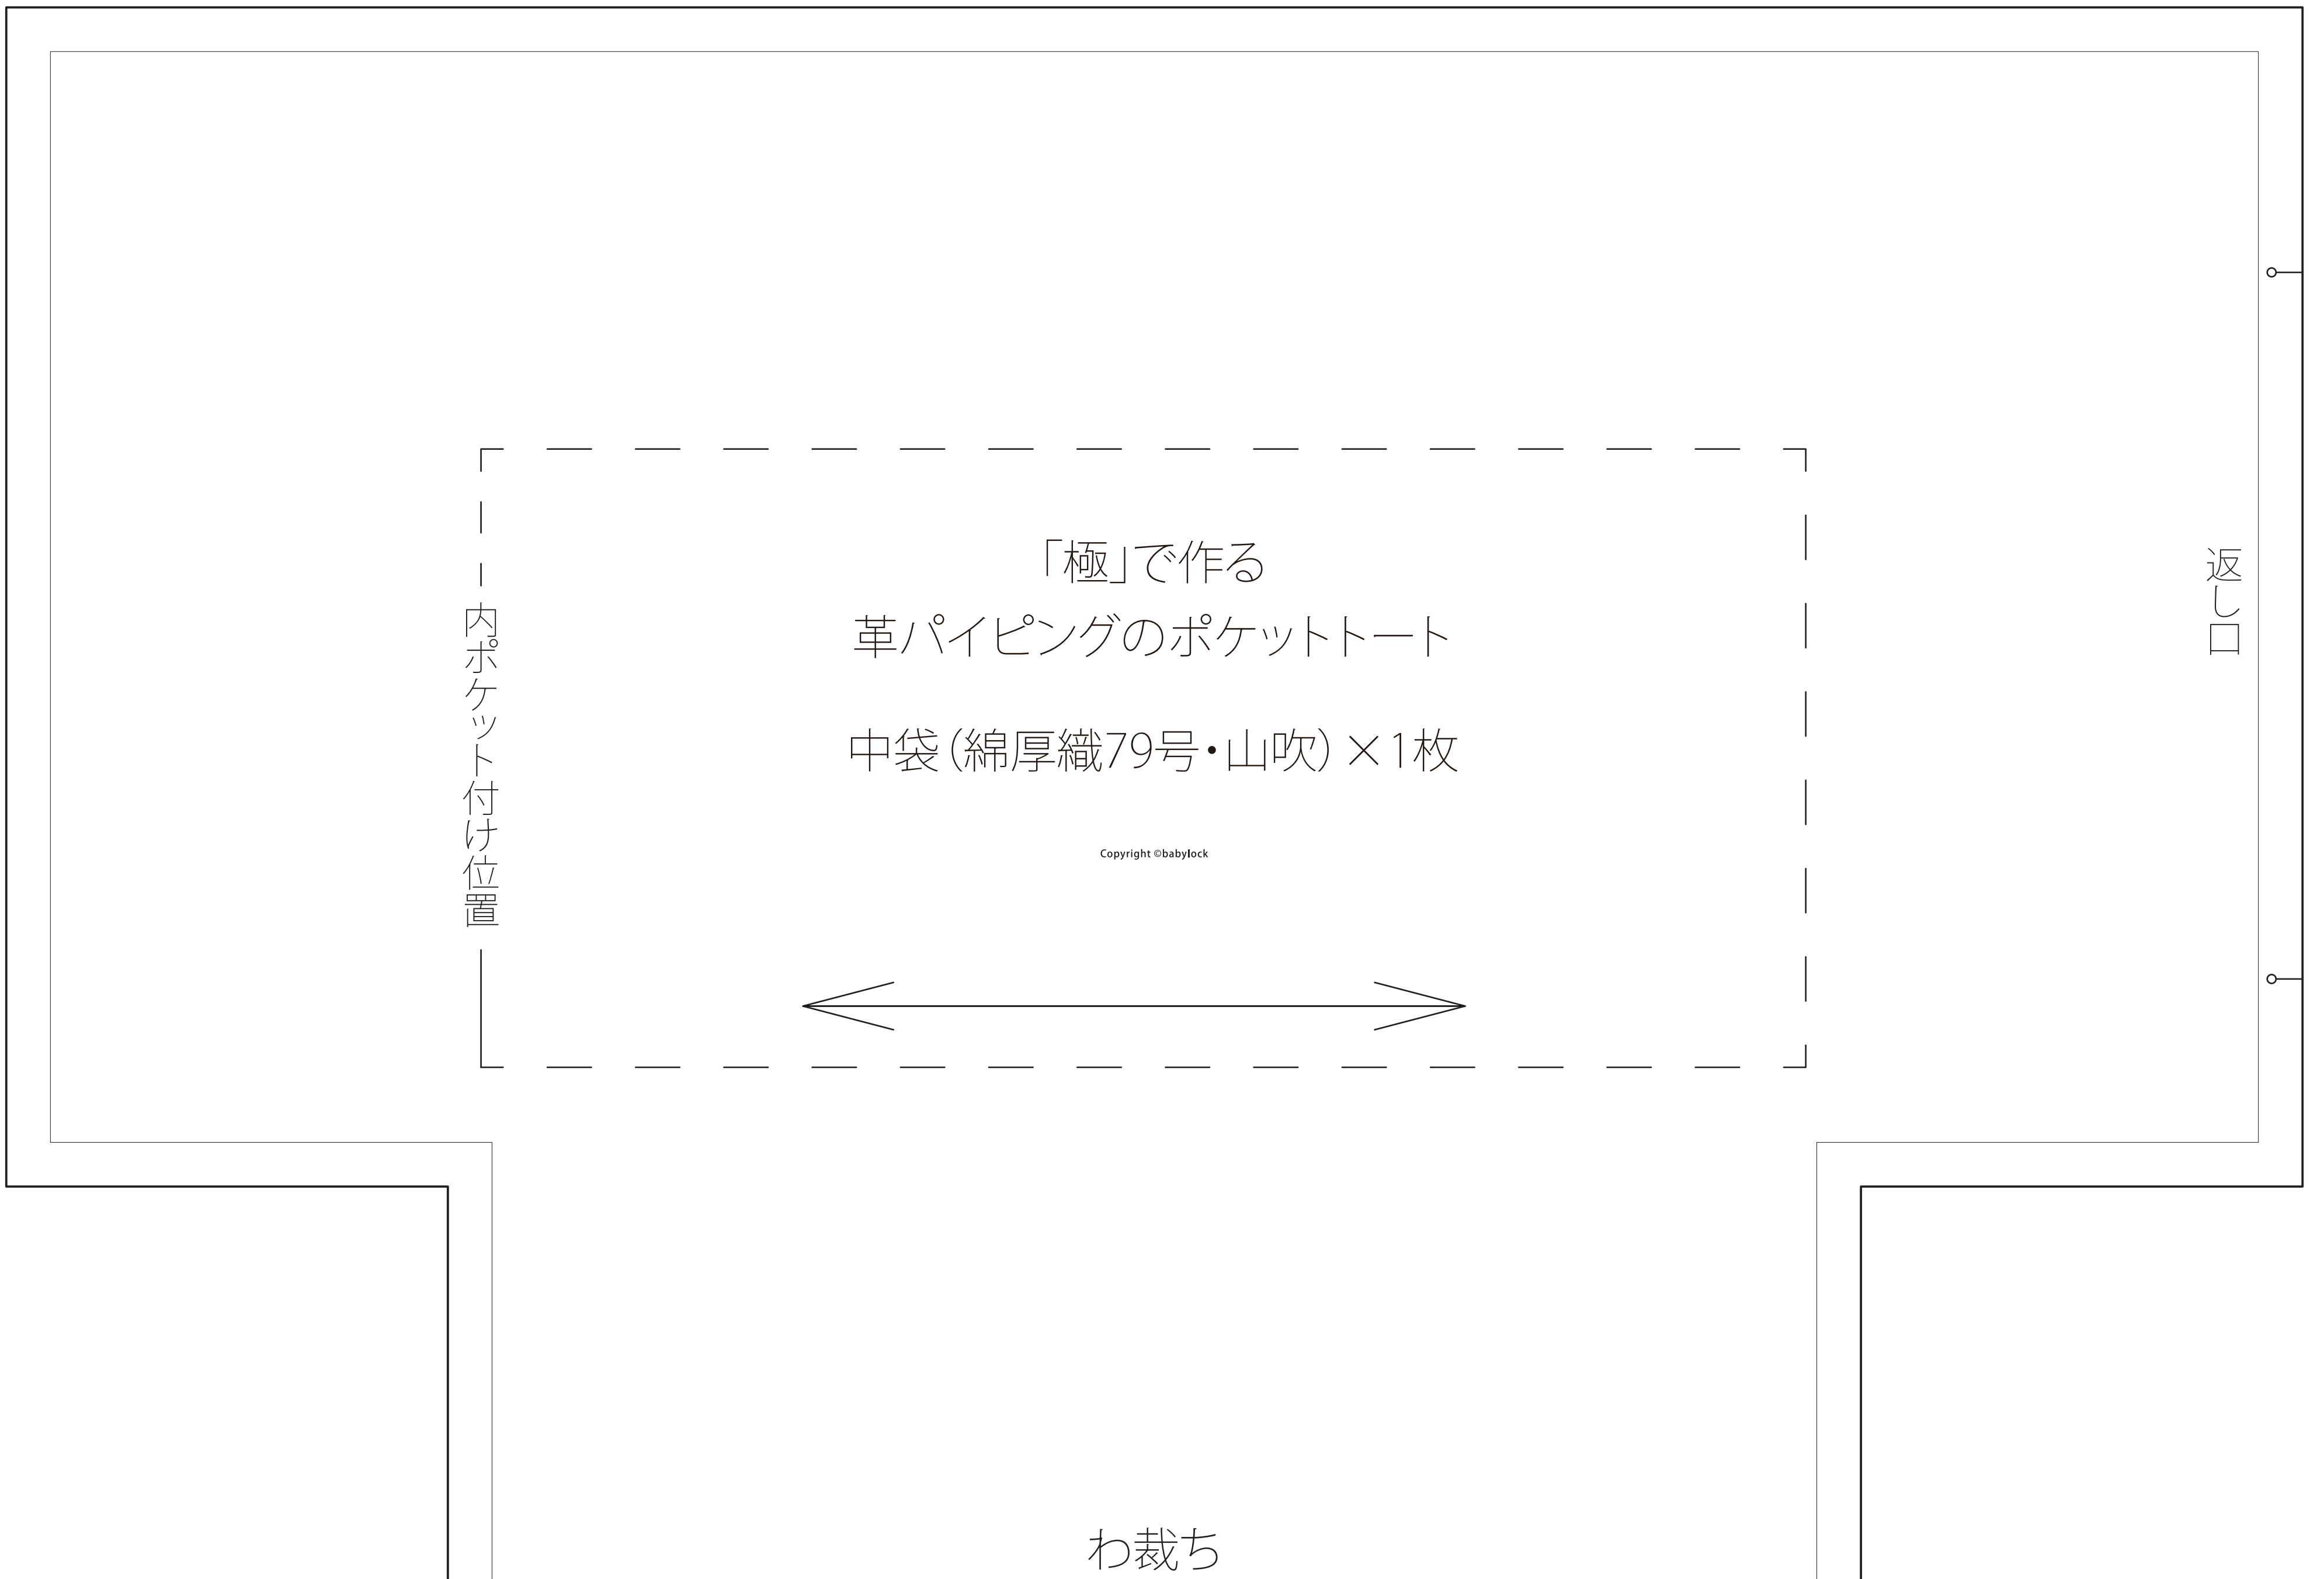 「極」で作る
革パイピングのポケットトート
中袋(綿厚織79号・山吹)×1枚
Copyright ©babylock
内ポケット付け位置
返し口
わ裁ち